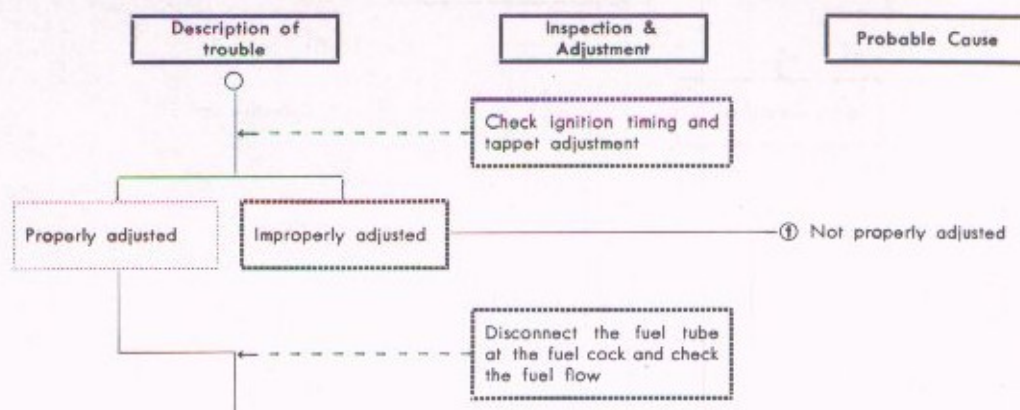 Description of
trouble
Inspection &
Adjustment
Probable Cause
Check ignition timing and
tappet adjustment
Properly adjusted
Improperly adjusted
① Not properly adjusted
Disconnect the fuel tube
at the fuel cock and check
the fuel flow